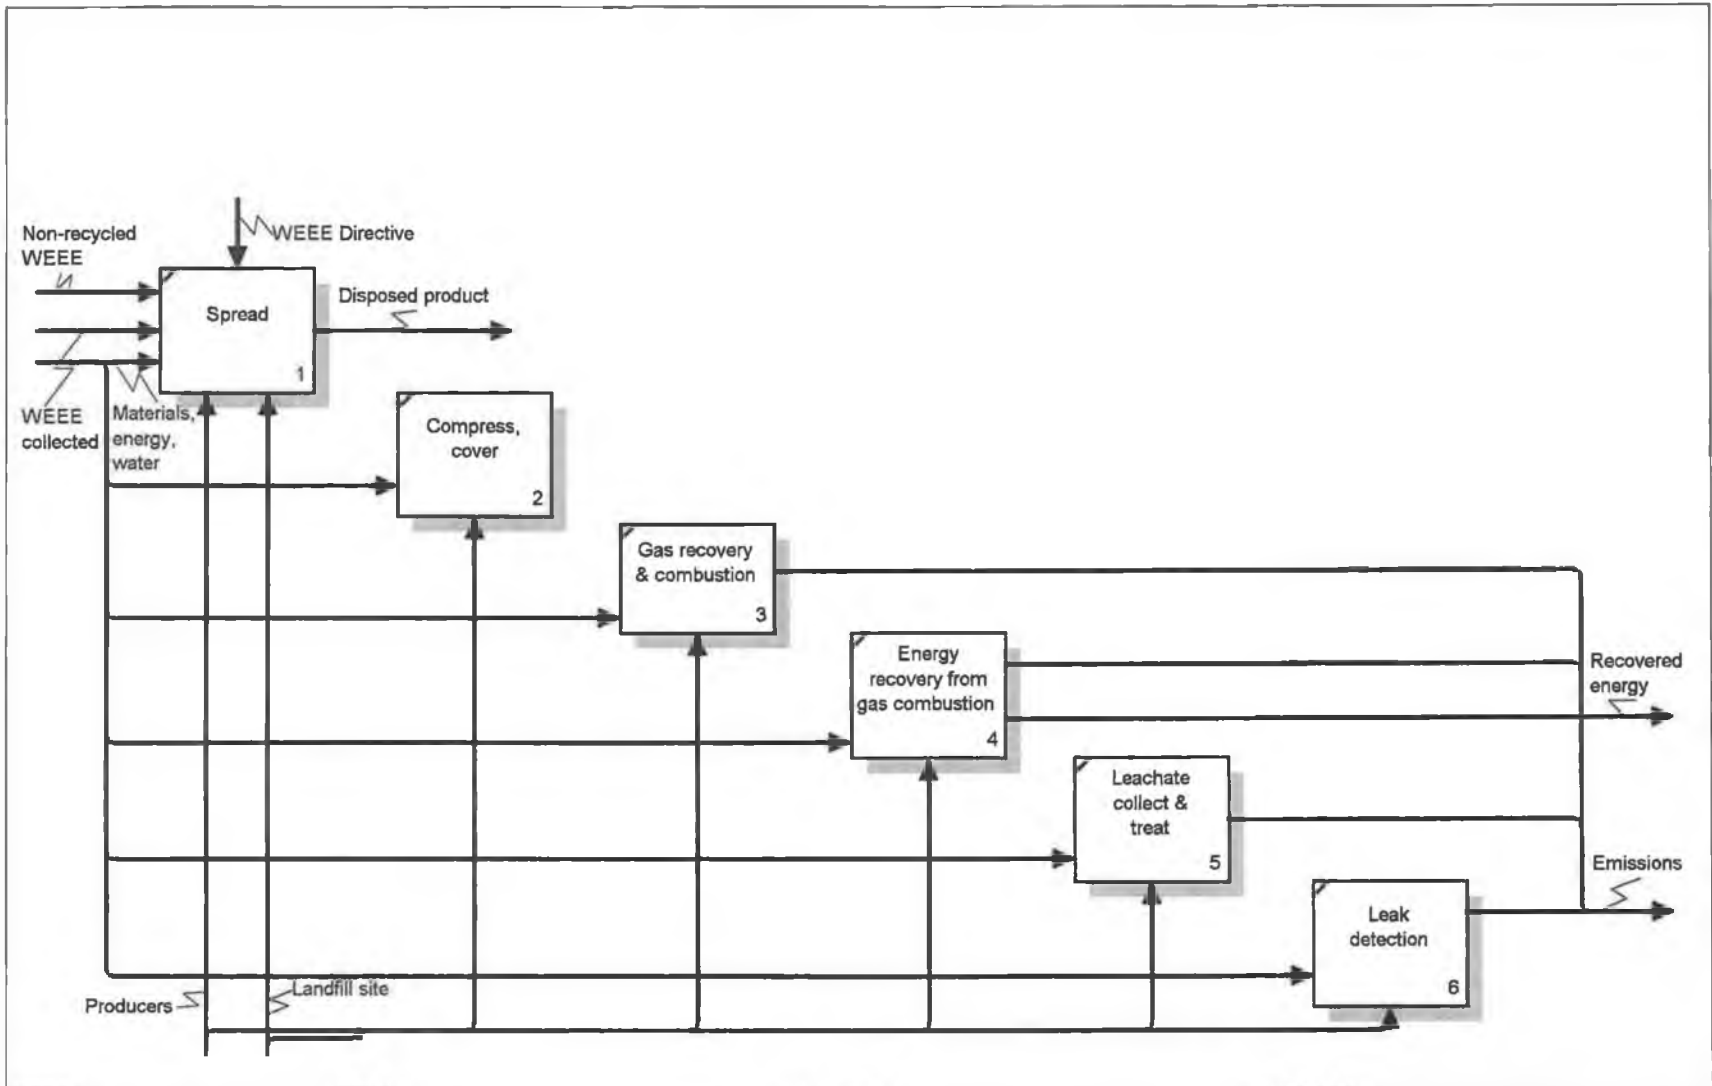 Non-recycled
WEEE
WEEE Directive
Spread
1
Disposed product
WEEE
collected
Materials,
energy,
water
Compress,
cover
2
Gas recovery
& combustion
3
Energy
recovery from
gas combustion
4
Recovered
energy
Leachate
collect &
treat
5
Emissions
Leak
detection
6
Producers
Landfill site